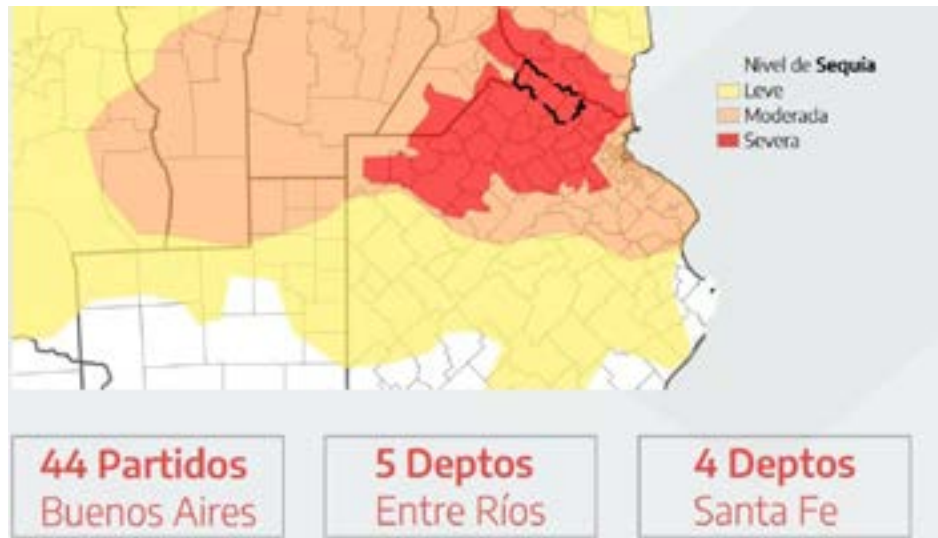 Nivel de Sequía
Leve
Moderada
Severa
44 Partidos
Buenos Aires
5 Deptos
Entre Ríos
4 Deptos
Santa Fe